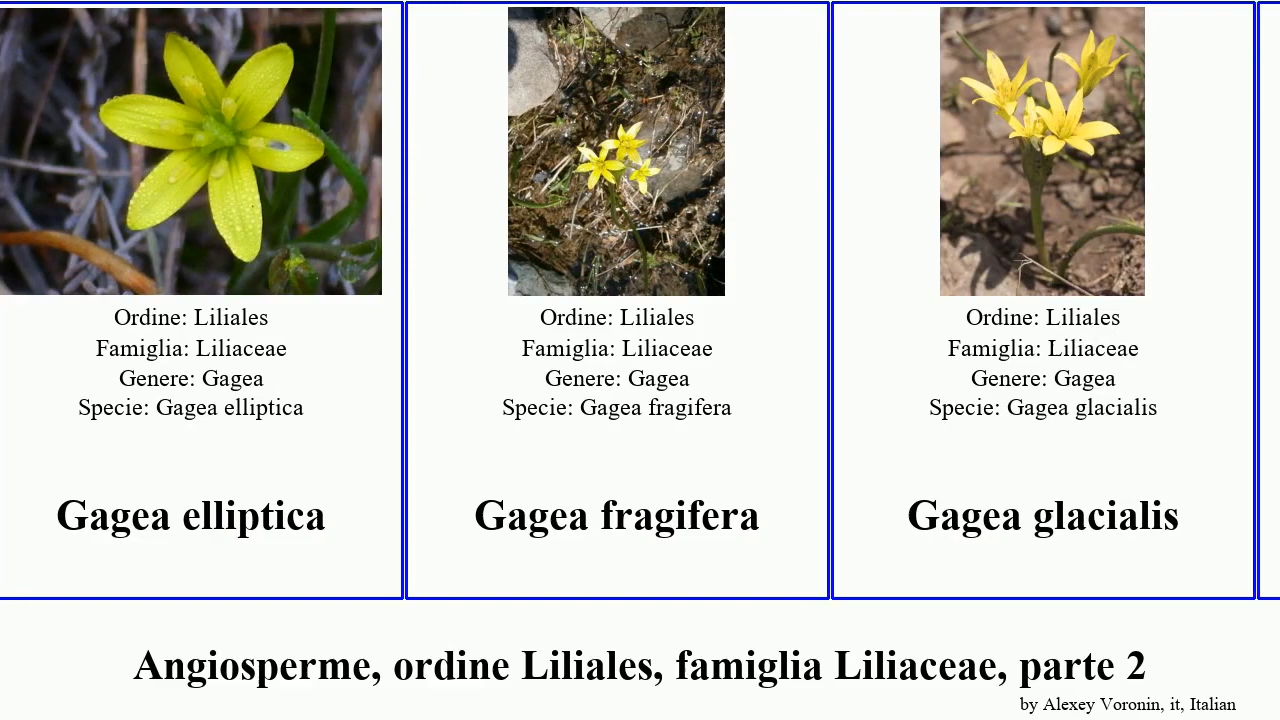 Ordine: Liliales
Famiglia: Liliaceae
Genere: Gagea
Specie: Gagea elliptica
Gagea elliptica
Ordine: Liliales
Famiglia: Liliaceae
Genere: Gagea
Specie: Gagea fragifera
Gagea fragifera
Ordine: Liliales
Famiglia: Liliaceae
Genere: Gagea
Specie: Gagea glacialis
Gagea glacialis
Angiosperme, ordine Liliales, famiglia Liliaceae, parte 2
by Alexey Voronin, it, Italian